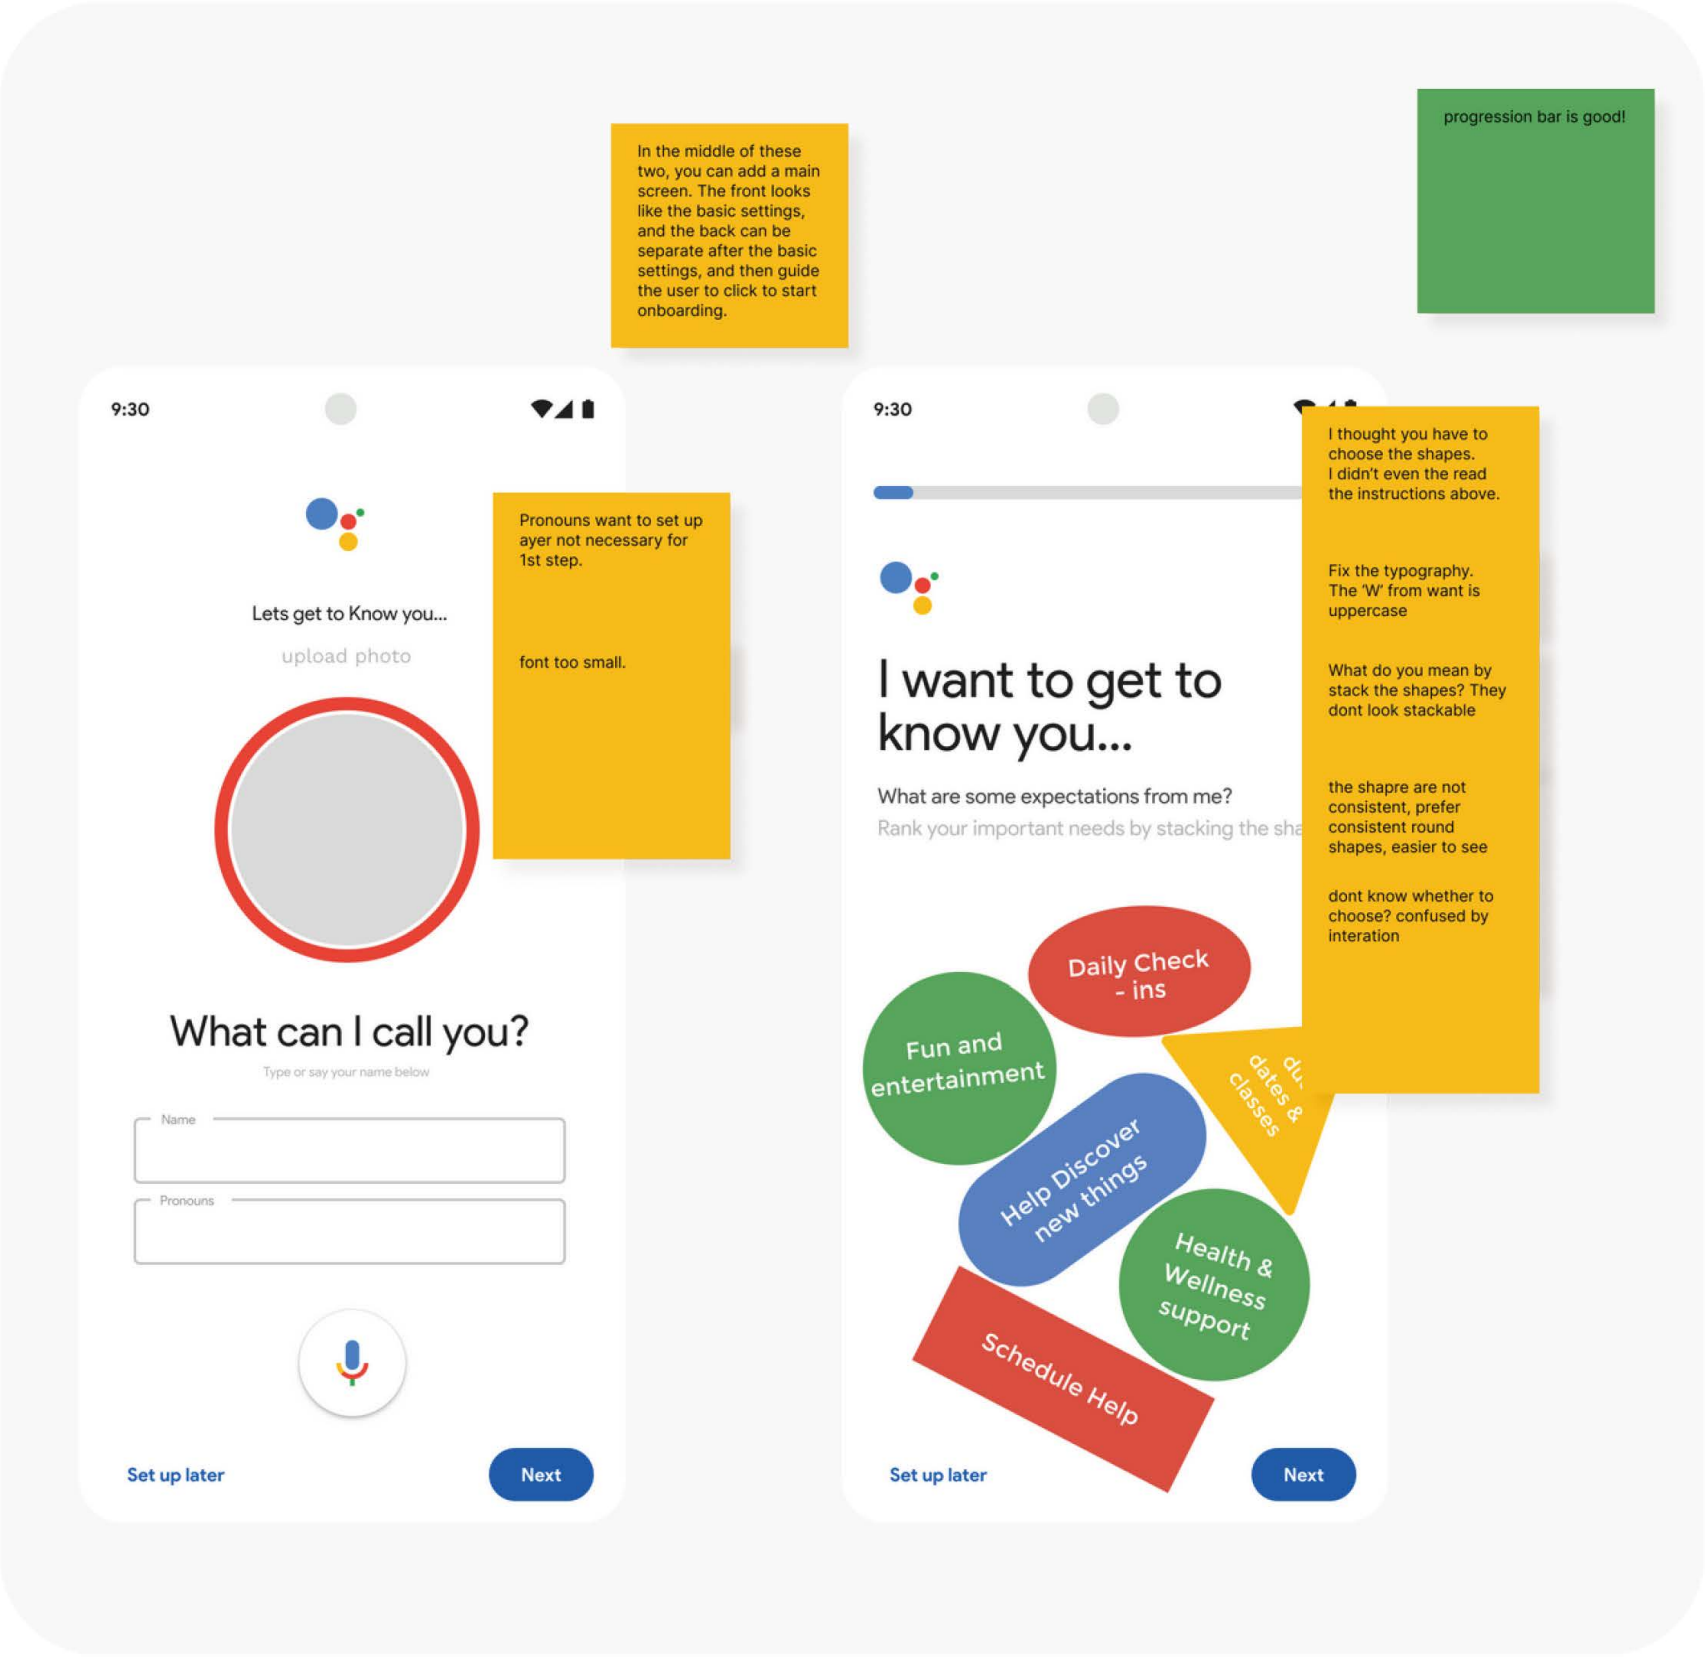 progression bar is good!
In the middle of these
two, you can add a main
screen. The front looks
like the basic settings,
and the back can be
separate after the basic
settings, and then guide
the user to click to start
onboarding.
9:30
Lets get to Know you...
upload photo
Pronouns want to set up
ayer not necessary for
1st step.
font too small.
What can I call you?
Type or say your name below
Name
Pronouns
Set up later
Next
9:30
I want to get to
know you...
What are some expectations from me?
Rank your important needs by stacking the
I thought you have to
choose the shapes.
I didn't even the read
the instructions above.
Fix the typography.
The 'W' from want is
uppercase
What do you mean by
stack the shapes? They
dont look stackable
the shapre are not
consistent, prefer
consistent round
shapes, easier to see
dont know whether to
choose? confused by
interation
Daily Check
- ins
Fun and
entertainment
dates &
classes
Help Discover
new things
Health &
Wellness
support
Schedule Help
Set up later
Next